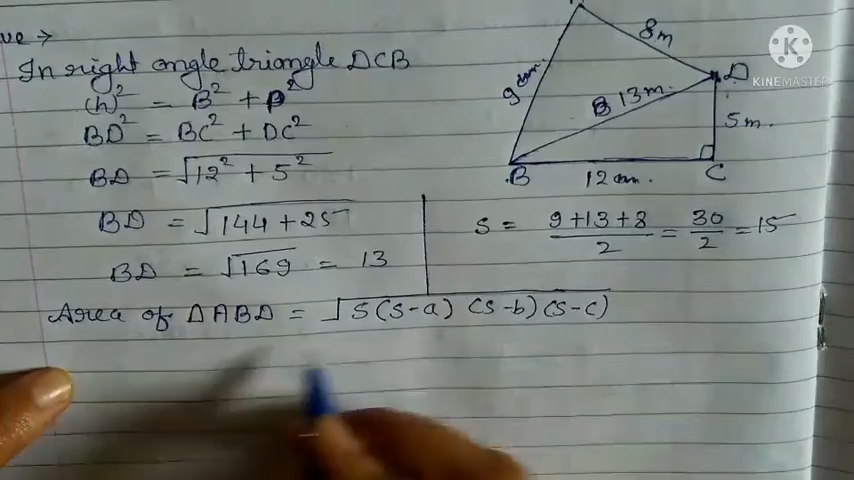 ve →
In right angle triangle DCB
(h)² = B² + P²
BD² = BC² + DC²
BD = √12² + 5²
BD = √144 + 25
BD = √169 = 13
Area of ΔABD = √S(S-a) (S-b)(S-c)
8m
9cm.
13m.
D
5m.
B
12cm.
C
S = 9+13+8/2 = 30/2 = 15
K
KINEMASTER